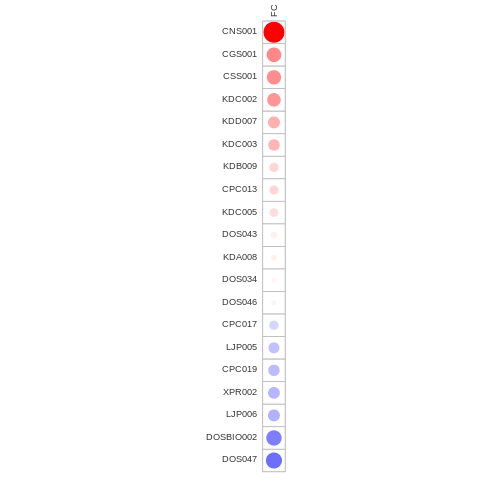 FC
CNS001
CGS001
CSS001
KDC002
KDD007
KDC003
KDB009
CPC013
KDC005
DOS043
KDA008
DOS034
DOS046
CPC017
LJP005
CPC019
XPR002
LJP006
DOSBIO002
DOS047